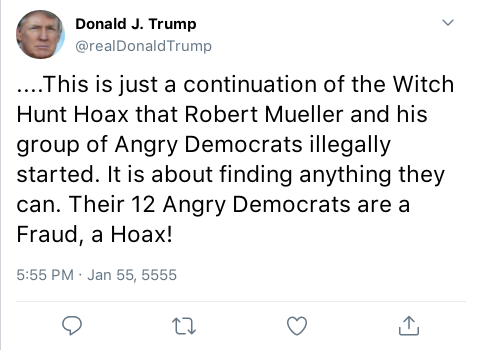 Donald J. Trump
@realDonaldTrump
....This is just a continuation of the Witch
Hunt Hoax that Robert Mueller and his
group of Angry Democrats illegally
started. It is about finding anything they
can. Their 12 Angry Democrats are a
Fraud, a Hoax!
5:55 PM · Jan 55, 5555